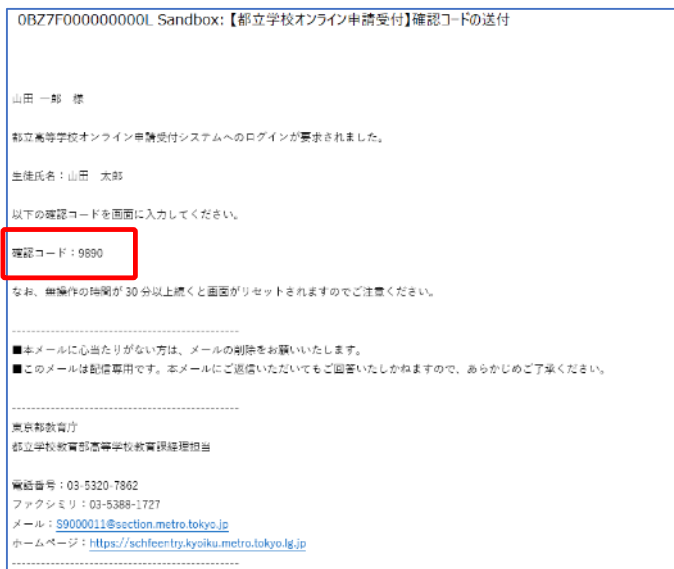 0BZ7F000000000L Sandbox:【都立学校オンライン申請受付】確認コードの送付
山田 一郎 様
都立高等学校オンライン申請受付システムへのログインが要求されました。
生徒氏名：山田 太郎
以下の確認コードを画面に入力してください。
確認コード：9890
なお、無操作の時間が 30 分以上続くと画面がリセットされますのでご注意ください。
----------------------------------------------
■本メールに心当たりがない方は、メールの削除をお願いいたします。
■このメールは配信専用です。本メールにご返信いただいてもご回答いたしかねますので、あらかじめご了承ください。
----------------------------------------------
東京都教育庁
都立学校教育部高等学校教育課経理担当
電話番号：03-5320-7862
ファクシミリ：03-5388-1727
メール：S9000011@section.metro.tokyo.jp
ホームページ：https://schfeentry.kyoiku.metro.tokyo.lg.jp
----------------------------------------------